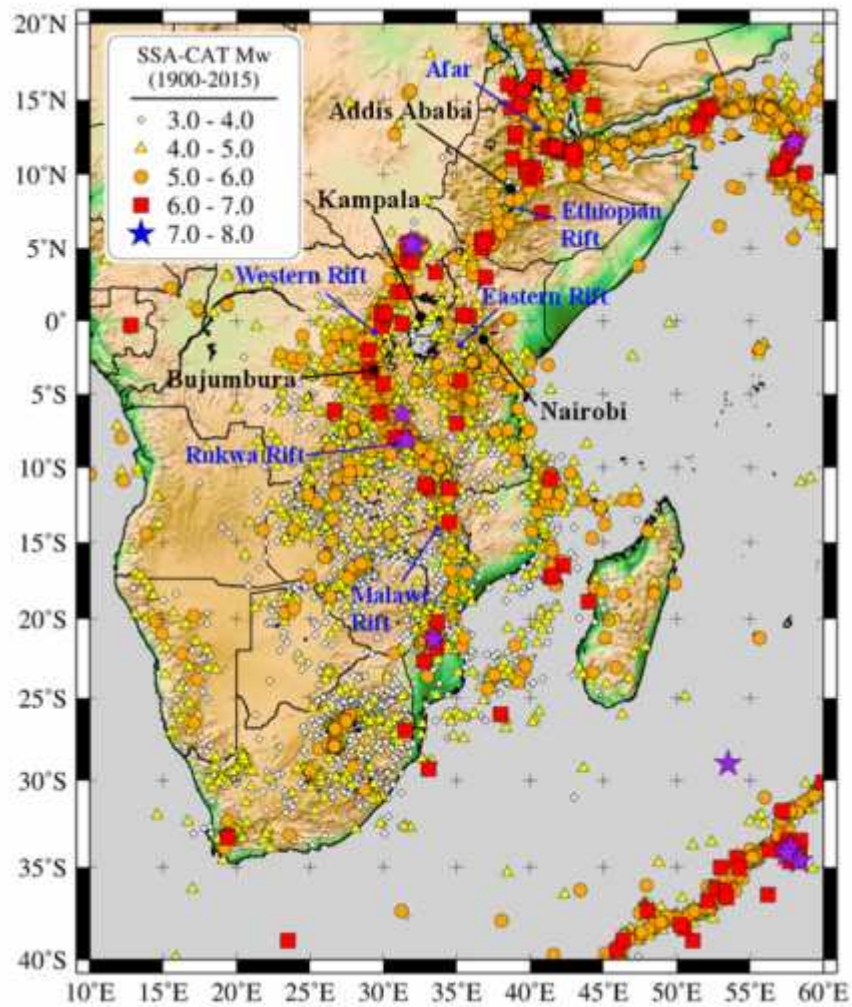 20°N
SSA-CAT Mw
(1900-2015)
3.0 - 4.0
4.0 - 5.0
5.0 - 6.0
6.0 - 7.0
7.0 - 8.0
Afar
Addis Ababa
Kampala
Ethiopian
Rift
Western Rift
Eastern Rift
Bujumbura
Nairobi
Rukwa Rift
Malawi
Rift
15°N
10°N
5°N
0°
5°S
10°S
15°S
20°S
25°S
30°S
35°S
40°S
10°E 15°E 20°E 25°E 30°E 35°E 40°E 45°E 50°E 55°E 60°E